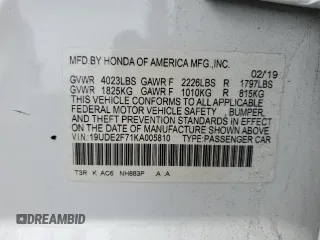 MFD BY HONDA OF AMERICA MFG.,INC.
02/19
GVWR 4023LBS GAWR F 2226LBS R 1797LBS
GVWR 1825KG GAWR F 1010KG R 815KG
THIS VEHICLE CONFORMS TO ALL APPLICABLE
FEDERAL MOTOR VEHICLE SAFETY , BUMPER,
AND THEFT PREVENTION STANDARDS IN EFFECT
ON THE DATE OF MANUFACTURE SHOWN ABOVE.
V.I.N: 19UDE2F71KA005810 TYPE:PASSENGER CAR
T3R K AC6 NH883P A .A